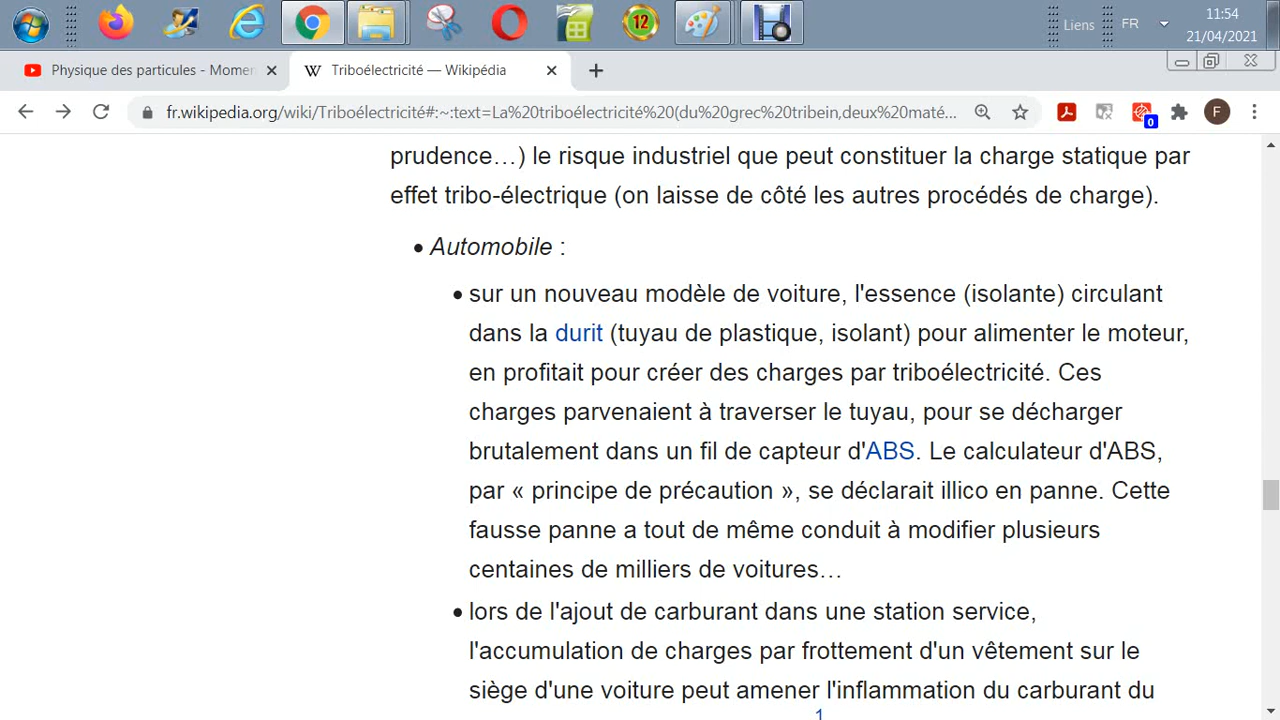 Liens
FR
11:54
21/04/2021
12
Physique des particules - Momen
W Triboélectricité — Wikipédia
fr.wikipedia.org/wiki/Triboélectricité#:~:text=La%20triboélectricité%20(du%20grec%20tribein,deux%20maté...
0
F
prudence…) le risque industriel que peut constituer la charge statique par
effet tribo-électrique (on laisse de côté les autres procédés de charge).
• Automobile :
• sur un nouveau modèle de voiture, l'essence (isolante) circulant
dans la durit (tuyau de plastique, isolant) pour alimenter le moteur,
en profitait pour créer des charges par triboélectricité. Ces
charges parvenaient à traverser le tuyau, pour se décharger
brutalement dans un fil de capteur d'ABS. Le calculateur d'ABS,
par « principe de précaution », se déclarait illico en panne. Cette
fausse panne a tout de même conduit à modifier plusieurs
centaines de milliers de voitures…
• lors de l'ajout de carburant dans une station service,
l'accumulation de charges par frottement d'un vêtement sur le
siège d'une voiture peut amener l'inflammation du carburant du
1